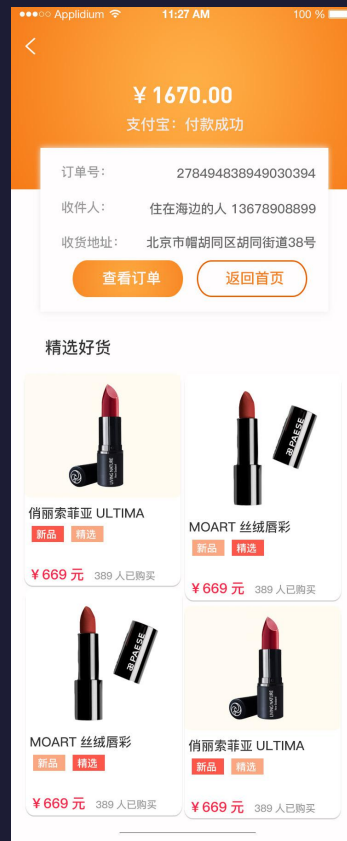 Applidium 11:27 AM 100 %
¥ 1670.00
支付宝：付款成功
订单号： 278494838949030394
收件人： 住在海边的人 13678908899
收货地址： 北京市帽胡同区胡同街道38号
查看订单 返回首页
精选好货
LIVING NATURE
俏丽索菲亚 ULTIMA
新品 精选
¥ 669 元 389 人已购买
PAESE
MOART 丝绒唇彩
新品 精选
¥ 669 元 389 人已购买
PAESE
MOART 丝绒唇彩
新品 精选
¥ 669 元 389 人已购买
LIVING NATURE
俏丽索菲亚 ULTIMA
新品 精选
¥ 669 元 389 人已购买